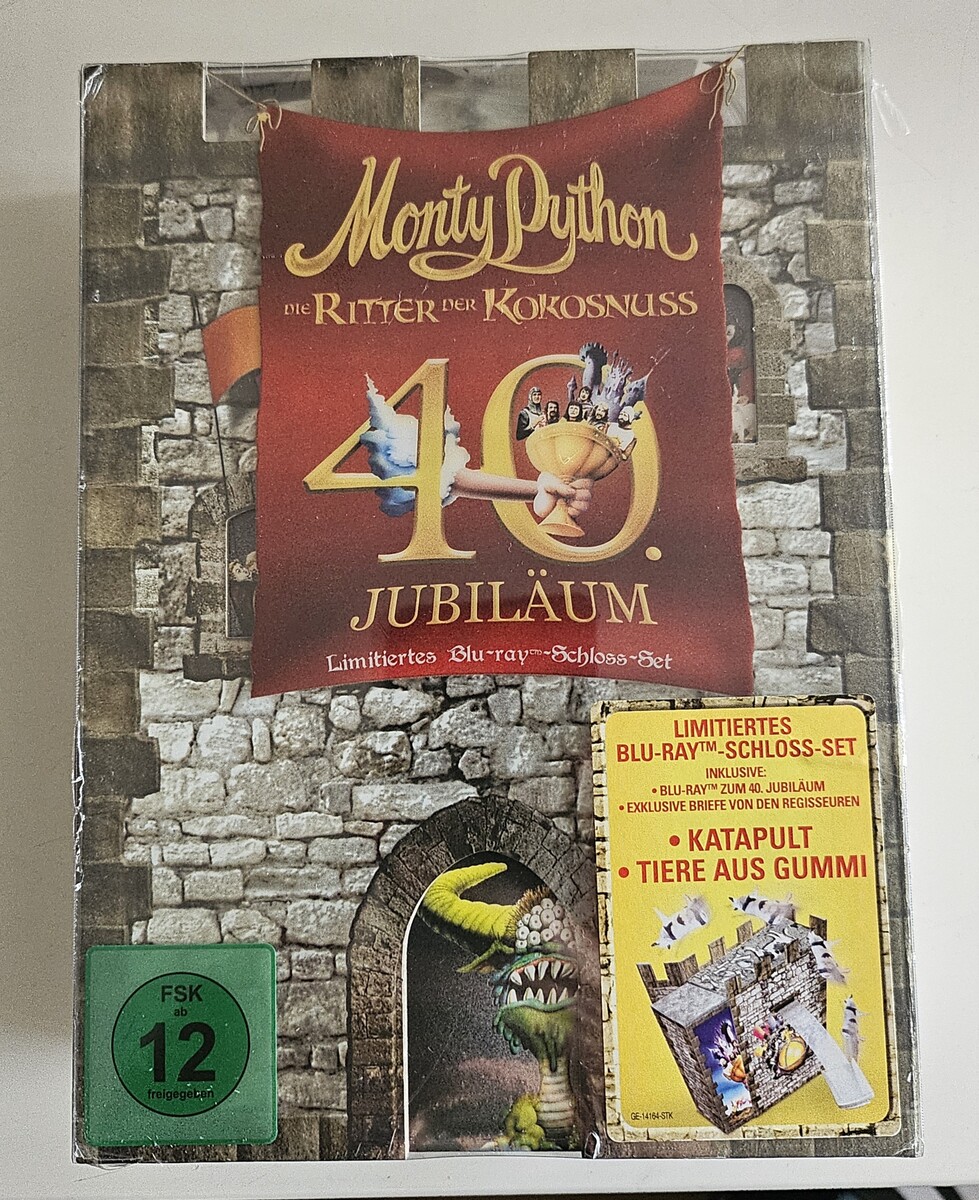 Monty Python
DIE RITTER DER KOKOSNUSS
40.
JUBILÄUM
Limitiertes Blu-ray™-Schloss-Set
LIMITIERTES
BLU-RAY™-SCHLOSS-SET
INKLUSIVE:
• BLU-RAY™ ZUM 40. JUBILÄUM
• EXKLUSIVE BRIEFE VON DEN REGISSEUREN
• KATAPULT
• TIERE AUS GUMMI
GE-14164-STK
FSK
ab
12
freigegeben